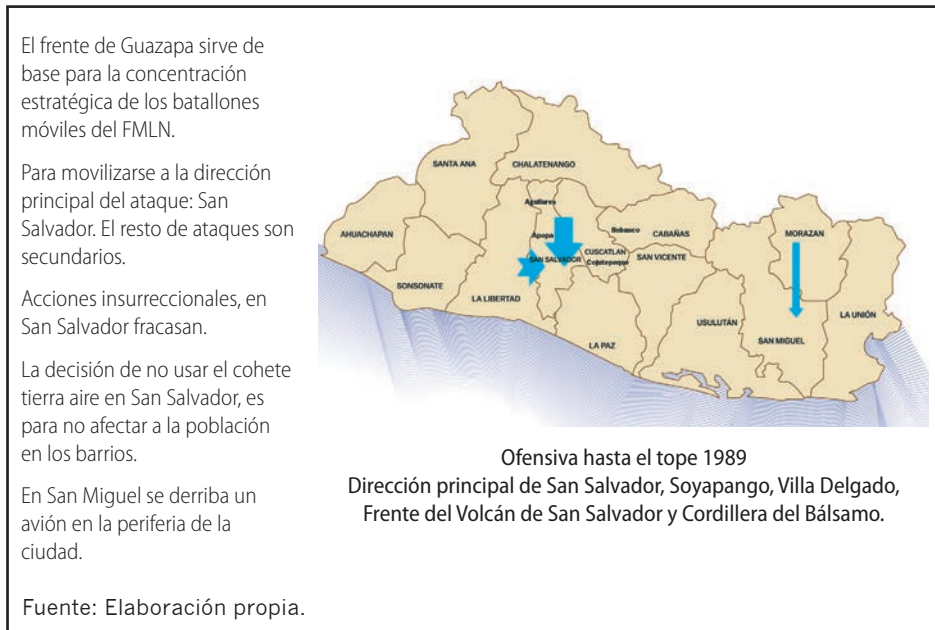 El frente de Guazapa sirve de
base para la concentración
estratégica de los batallones
móviles del FMLN.
Para movilizarse a la dirección
principal del ataque: San
Salvador. El resto de ataques son
secundarios.
Acciones insurreccionales, en
San Salvador fracasan.
La decisión de no usar el cohete
tierra aire en San Salvador, es
para no afectar a la población
en los barrios.
En San Miguel se derriba un
avión en la periferia de la
ciudad.
SANTA ANA
CHALATENANGO
Aguilares
AHUACHAPAN
Apopa
Ilobasco
CABAÑAS
MORAZAN
SAN SALVADOR
CUSCATLAN
Cojutepeque
SAN VICENTE
SONSONATE
LA LIBERTAD
USULUTÁN
LA UNIÓN
LA PAZ
SAN MIGUEL
Ofensiva hasta el tope 1989
Dirección principal de San Salvador, Soyapango, Villa Delgado,
Frente del Volcán de San Salvador y Cordillera del Bálsamo.
Fuente: Elaboración propia.